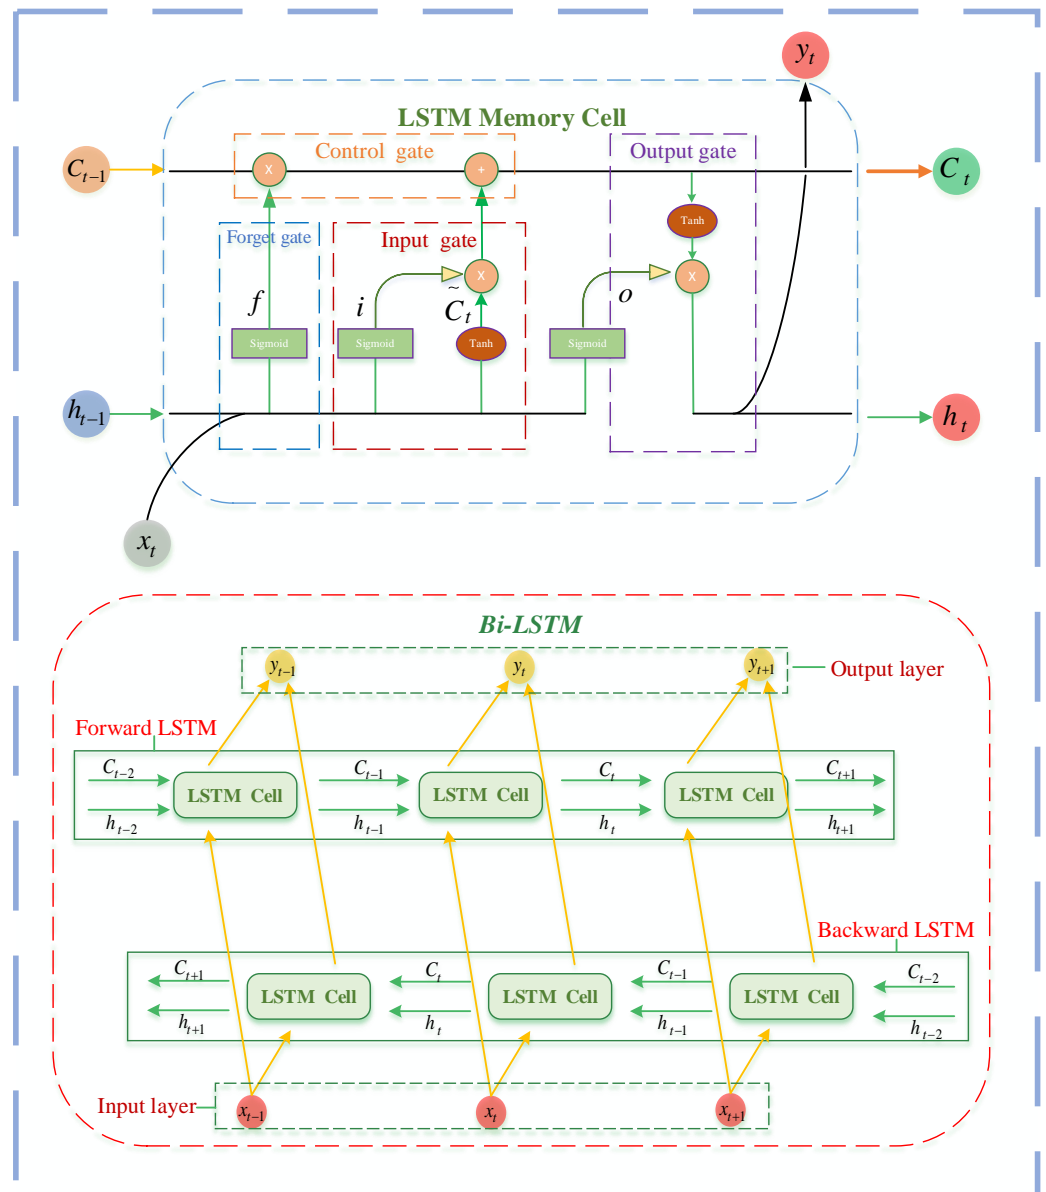 y_t
LSTM Memory Cell
Control gate
Output gate
C_{t-1}
X
+
C_t
Tanh
Forget gate
Input gate
X
X
f
i
C̃_t
o
Sigmoid
Sigmoid
Tanh
Sigmoid
h_{t-1}
h_t
x_t
Bi-LSTM
y_{t-1}
y_t
y_{t+1}
Output layer
Forward LSTM
C_{t-2}
C_{t-1}
C_t
C_{t+1}
LSTM Cell
LSTM Cell
LSTM Cell
h_{t-2}
h_{t-1}
h_t
h_{t+1}
Backward LSTM
C_{t+1}
C_t
C_{t-1}
C_{t-2}
LSTM Cell
LSTM Cell
LSTM Cell
h_{t+1}
h_t
h_{t-1}
h_{t-2}
Input layer
x_{t-1}
x_t
x_{t+1}